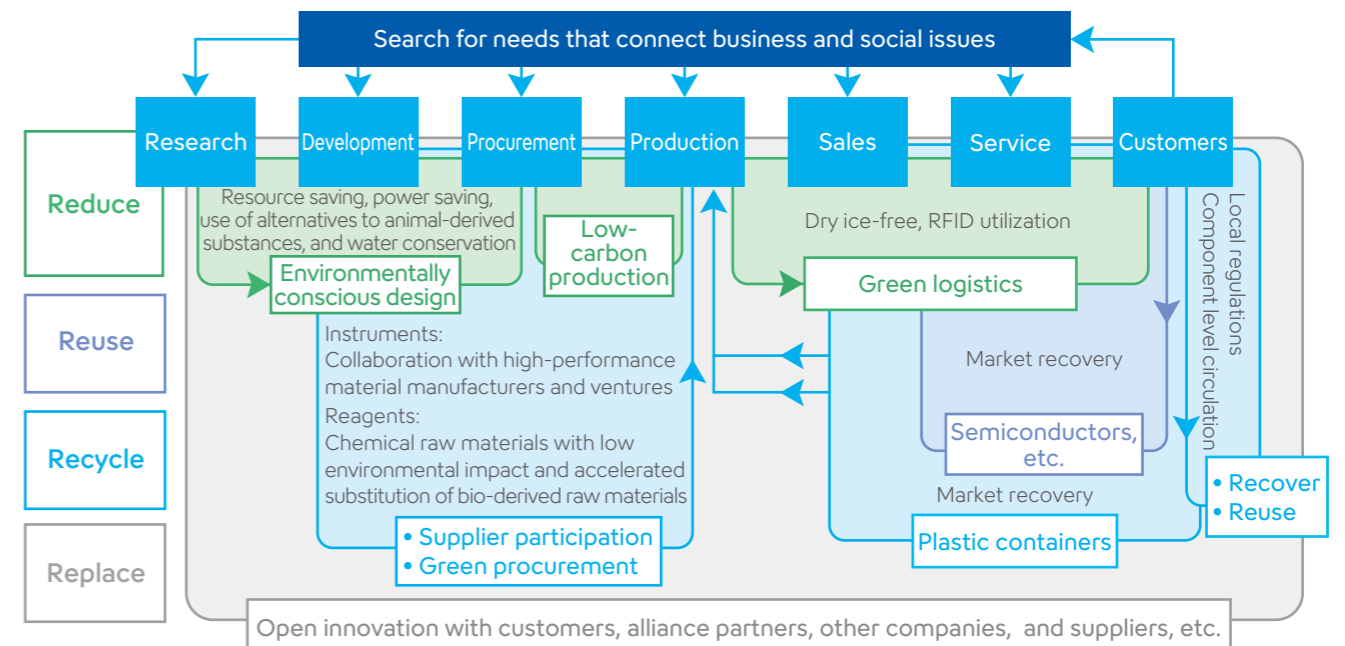 Search for needs that connect business and social issues
Research
Development
Procurement
Production
Sales
Service
Customers
Reduce
Reuse
Recycle
Replace
Resource saving, power saving,
use of alternatives to animal-derived
substances, and water conservation
Environmentally
conscious design
Low-
carbon
production
Dry ice-free, RFID utilization
Green logistics
Instruments:
Collaboration with high-performance
material manufacturers and ventures
Reagents:
Chemical raw materials with low
environmental impact and accelerated
substitution of bio-derived raw materials
• Supplier participation
• Green procurement
Market recovery
Semiconductors,
etc.
Market recovery
Plastic containers
Local regulations
Component level circulation
• Recover
• Reuse
Open innovation with customers, alliance partners, other companies, and suppliers, etc.